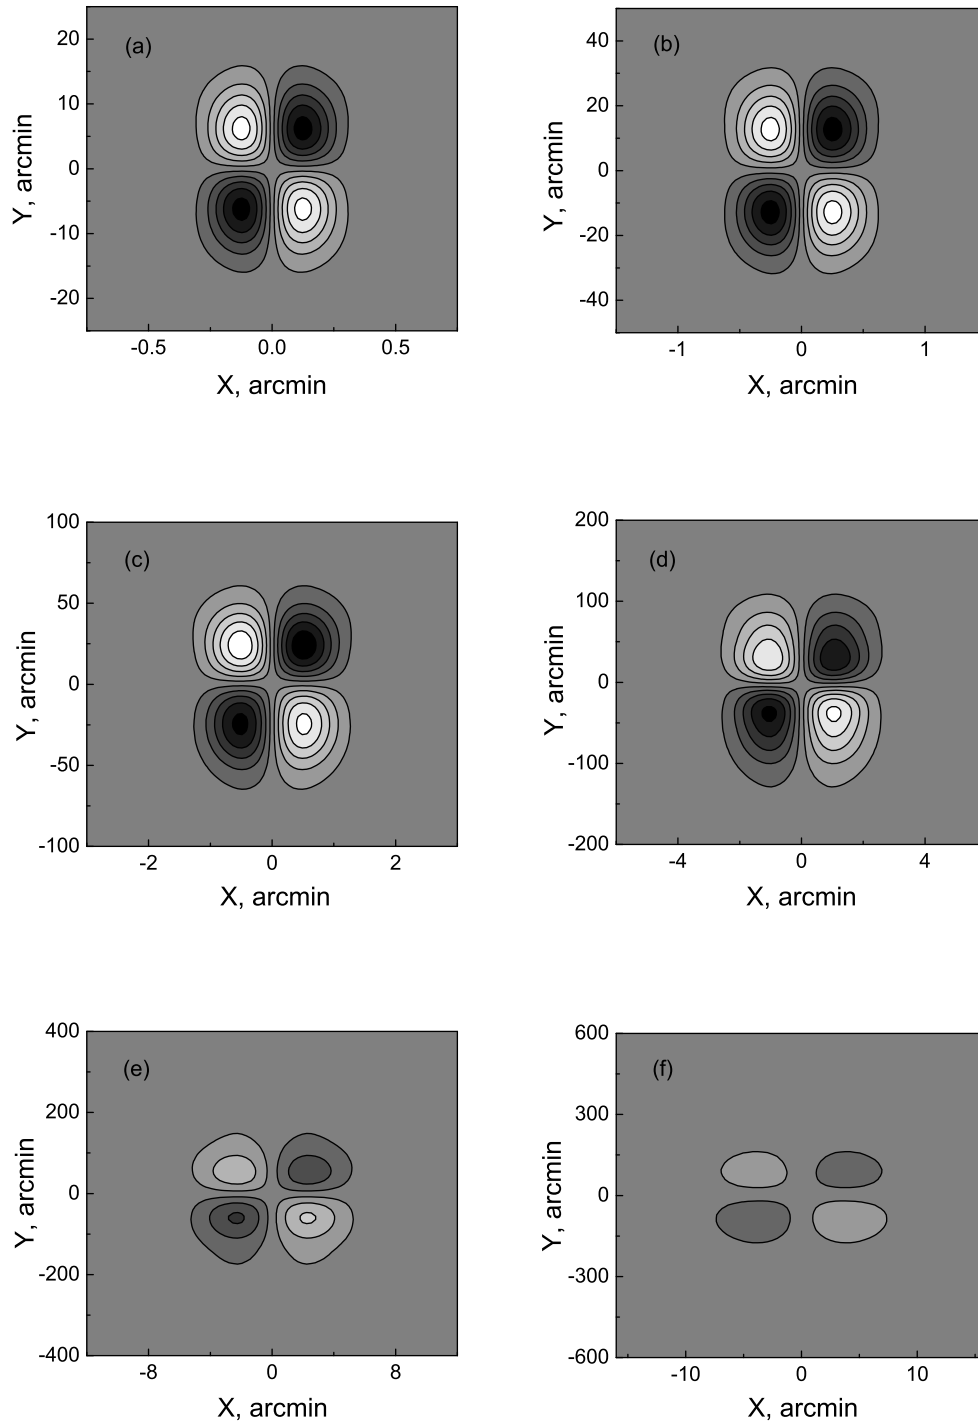 (a)
20
10
0
-10
-20
Y, arcmin
-0.5 0.0 0.5
X, arcmin
(b)
40
20
0
-20
-40
Y, arcmin
-1 0 1
X, arcmin
(c)
100
50
0
-50
-100
Y, arcmin
-2 0 2
X, arcmin
(d)
200
100
0
-100
-200
Y, arcmin
-4 0 4
X, arcmin
(e)
400
200
0
-200
-400
Y, arcmin
-8 0 8
X, arcmin
(f)
600
300
0
-300
-600
Y, arcmin
-10 0 10
X, arcmin